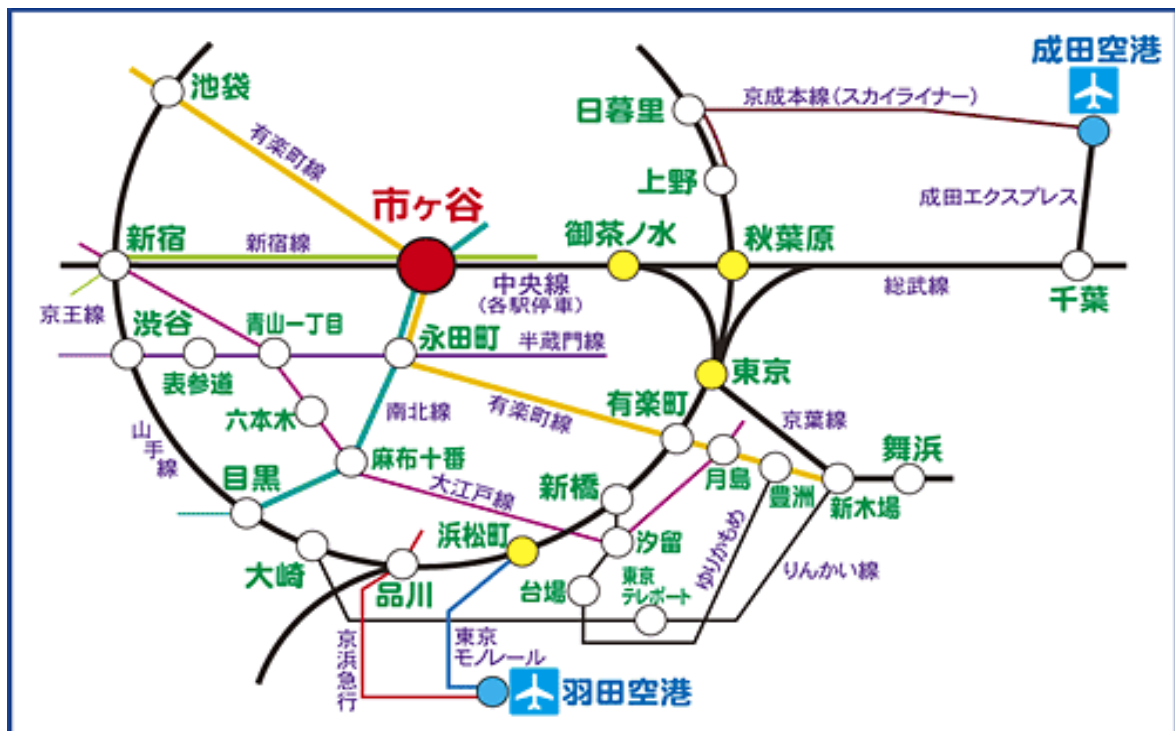 成田空港
池袋
日暮里
京成本線(スカイライナー)
有楽町線
上野
成田エクスプレス
市ヶ谷
新宿
新宿線
御茶ノ水
秋葉原
中央線
(各駅停車)
総武線
千葉
京王線
渋谷
青山一丁目
永田町
半蔵門線
表参道
東京
六本木
南北線
有楽町線
有楽町
京葉線
山手線
麻布十番
舞浜
目黒
大江戸線
新橋
月島
豊洲
新木場
浜松町
汐留
ゆりかもめ
りんかい線
大崎
品川
台場
東京
テレポート
京浜急行
東京
モノレール
羽田空港